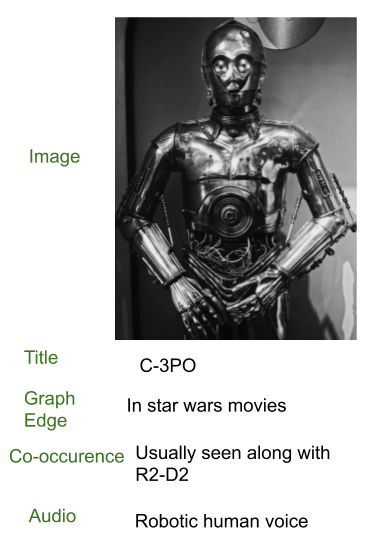 Image
Title
C-3PO
Graph
Edge
In star wars movies
Co-occurence
Usually seen along with
R2-D2
Audio
Robotic human voice